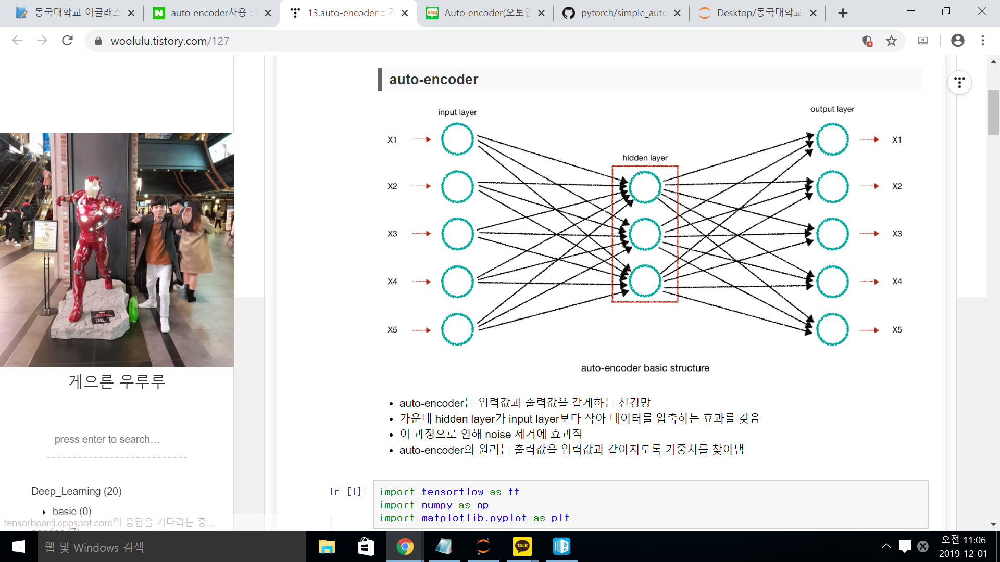 동국대학교 이클래스
auto encoder사용 :
13.auto-encoder ::
Auto encoder(오토인
pytorch/simple_auto
Desktop/동국대학교
woolulu.tistory.com/127
auto-encoder
input layer
output layer
hidden layer
X1
X1
X2
X2
X3
X3
X4
X4
X5
X5
auto-encoder basic structure
게으른 우루루
press enter to search...
auto-encoder는 입력값과 출력값을 같게하는 신경망
가운데 hidden layer가 input layer보다 작아 데이터를 압축하는 효과를 갖음
이 과정으로 인해 noise 제거에 효과적
auto-encoder의 원리는 출력값을 입력값과 같아지도록 가중치를 찾아냄
Deep_Learning (20)
basic (0)
In [1]:
import tensorflow as tf
import numpy as np
import matplotlib.pyplot as plt
tensorboard.appspot.com의 응답을 기다리는 중...
웹 및 Windows 검색
TALK
오전 11:06
2019-12-01